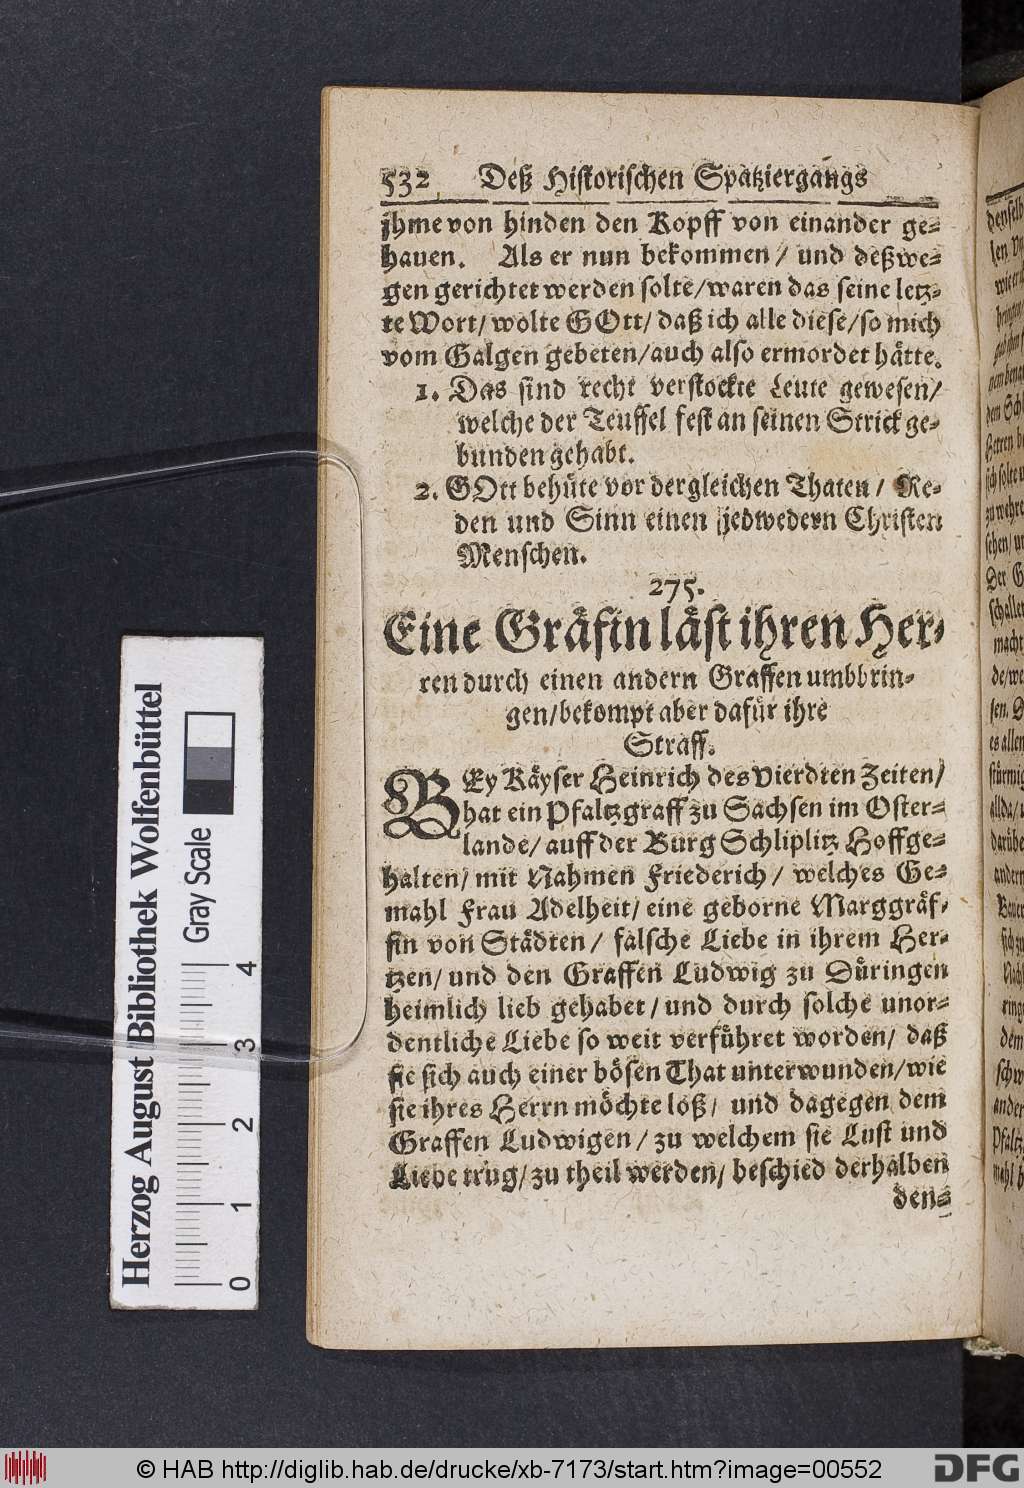 532 Deß Historischen Spatziergangs
jhme von hinden den Kopff von einander ge-
hauen. Als er nun bekommen / und deßwe-
gen gerichtet werden solte/waren das seine letz-
te Wort/ wolte GOtt/ daß ich alle diese/so mich
vom Galgen gebeten/auch also ermordet hätte.
1. Das sind recht verstockte Leute gewesen/
welche der Teuffel fest an seinen Strick ge-
bunden gehabt.
2. GOtt behüte vor dergleichen Thaten / Re-
den und Sinn einen jedwedern Christen
Menschen.
275.
Eine Gräfin läst ihren Her-
ren durch einen andern Graffen umbbrin-
gen/bekompt aber dafür ihre
Straff.
BEy Käyser Heinrich des Vierdten Zeiten/
hat ein Pfaltzgraff zu Sachsen im Oster-
lande/ auff der Burg Schliplitz Hoffge-
halten/ mit Nahmen Friederich / welches Ge-
mahl Frau Adelheit/ eine geborne Marggräf-
fin von Städten / falsche Liebe in ihrem Her-
tzen/ und den Graffen Ludwig zu Düringen
heimlich lieb gehabet / und durch solche unor-
dentliche Liebe so weit verführet worden/ daß
sie sich auch einer bösen That unterwunden/wie
sie ihres Herrn möchte loß/ und dagegen dem
Graffen Ludwigen / zu welchem sie Lust und
Liebe trug/ zu theil werden/ beschied derhalben
den-
Herzog August Bibliothek Wolfenbüttel
Gray Scale
0 1 2 3 4
© HAB http://diglib.hab.de/drucke/xb-7173/start.htm?image=00552
DFG